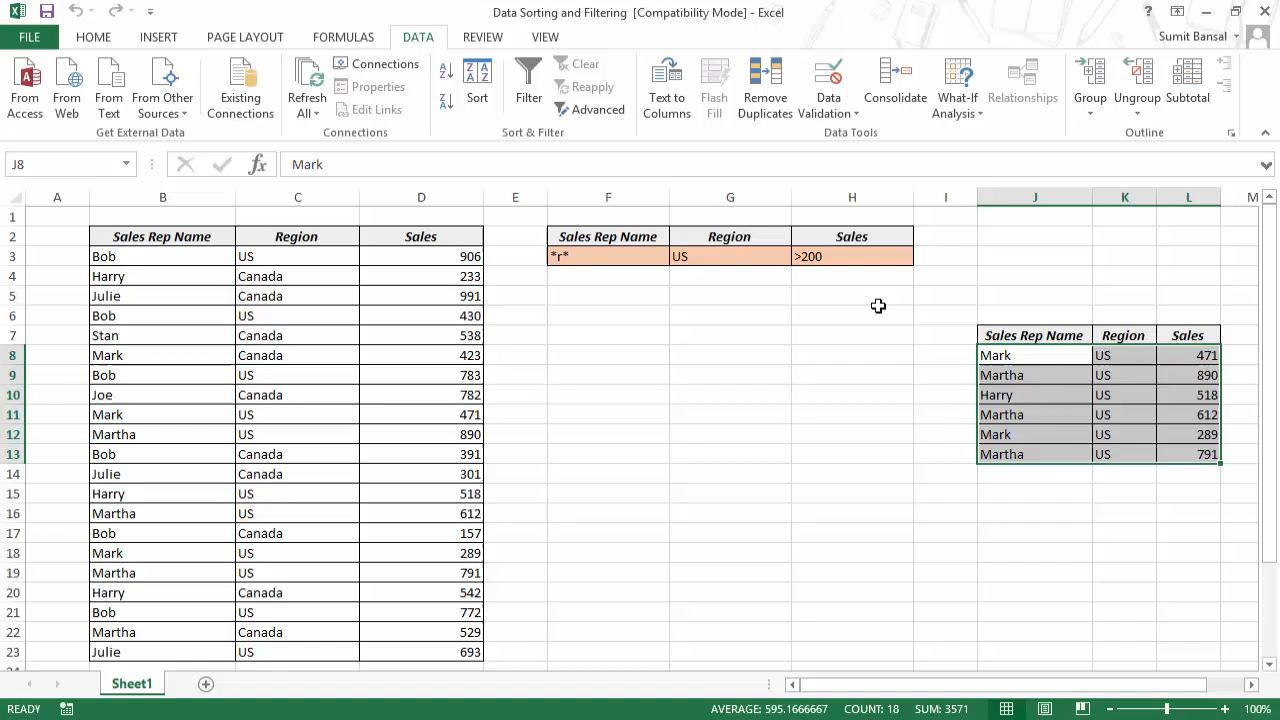 Data Sorting and Filtering [Compatibility Mode] - Excel
FILE HOME INSERT PAGE LAYOUT FORMULAS DATA REVIEW VIEW Sumit Bansal
From Access
From Web
From Text
From Other Sources
Existing Connections
Get External Data
Refresh All
Connections
Properties
Edit Links
Connections
Sort
Filter
Clear
Reapply
Advanced
Sort & Filter
Text to Columns
Flash Fill
Remove Duplicates
Data Validation
Consolidate
What-If Analysis
Relationships
Data Tools
Group
Ungroup
Subtotal
Outline
J8 fx Mark
A B C D E F G H I J K L M
1
2 Sales Rep Name Region Sales Sales Rep Name Region Sales
3 Bob US 906 *r* US >200
4 Harry Canada 233
5 Julie Canada 991
6 Bob US 430
7 Stan Canada 538 Sales Rep Name Region Sales
8 Mark Canada 423 Mark US 471
9 Bob US 783 Martha US 890
10 Joe Canada 782 Harry US 518
11 Mark US 471 Martha US 612
12 Martha US 890 Mark US 289
13 Bob Canada 391 Martha US 791
14 Julie Canada 301
15 Harry US 518
16 Martha US 612
17 Bob Canada 157
18 Mark US 289
19 Martha US 791
20 Harry Canada 542
21 Bob US 772
22 Martha Canada 529
23 Julie US 693
Sheet1
READY AVERAGE: 595.1666667 COUNT: 18 SUM: 3571 100%